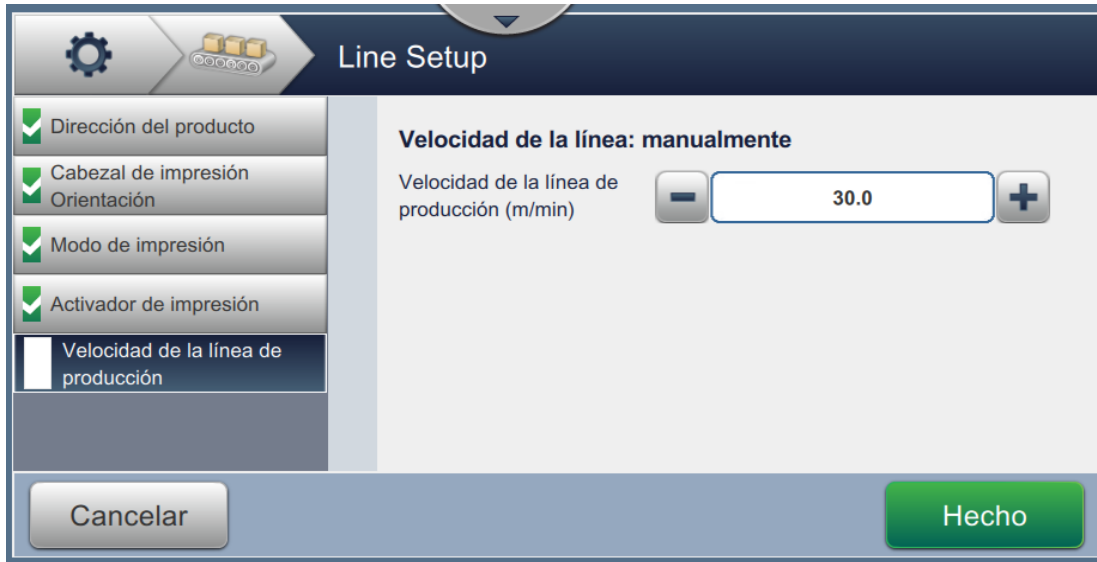 Line Setup
Dirección del producto
Cabezal de impresión
Orientación
Modo de impresión
Activador de impresión
Velocidad de la línea de
producción
Velocidad de la línea: manualmente
Velocidad de la línea de
producción (m/min)
30.0
Cancelar
Hecho